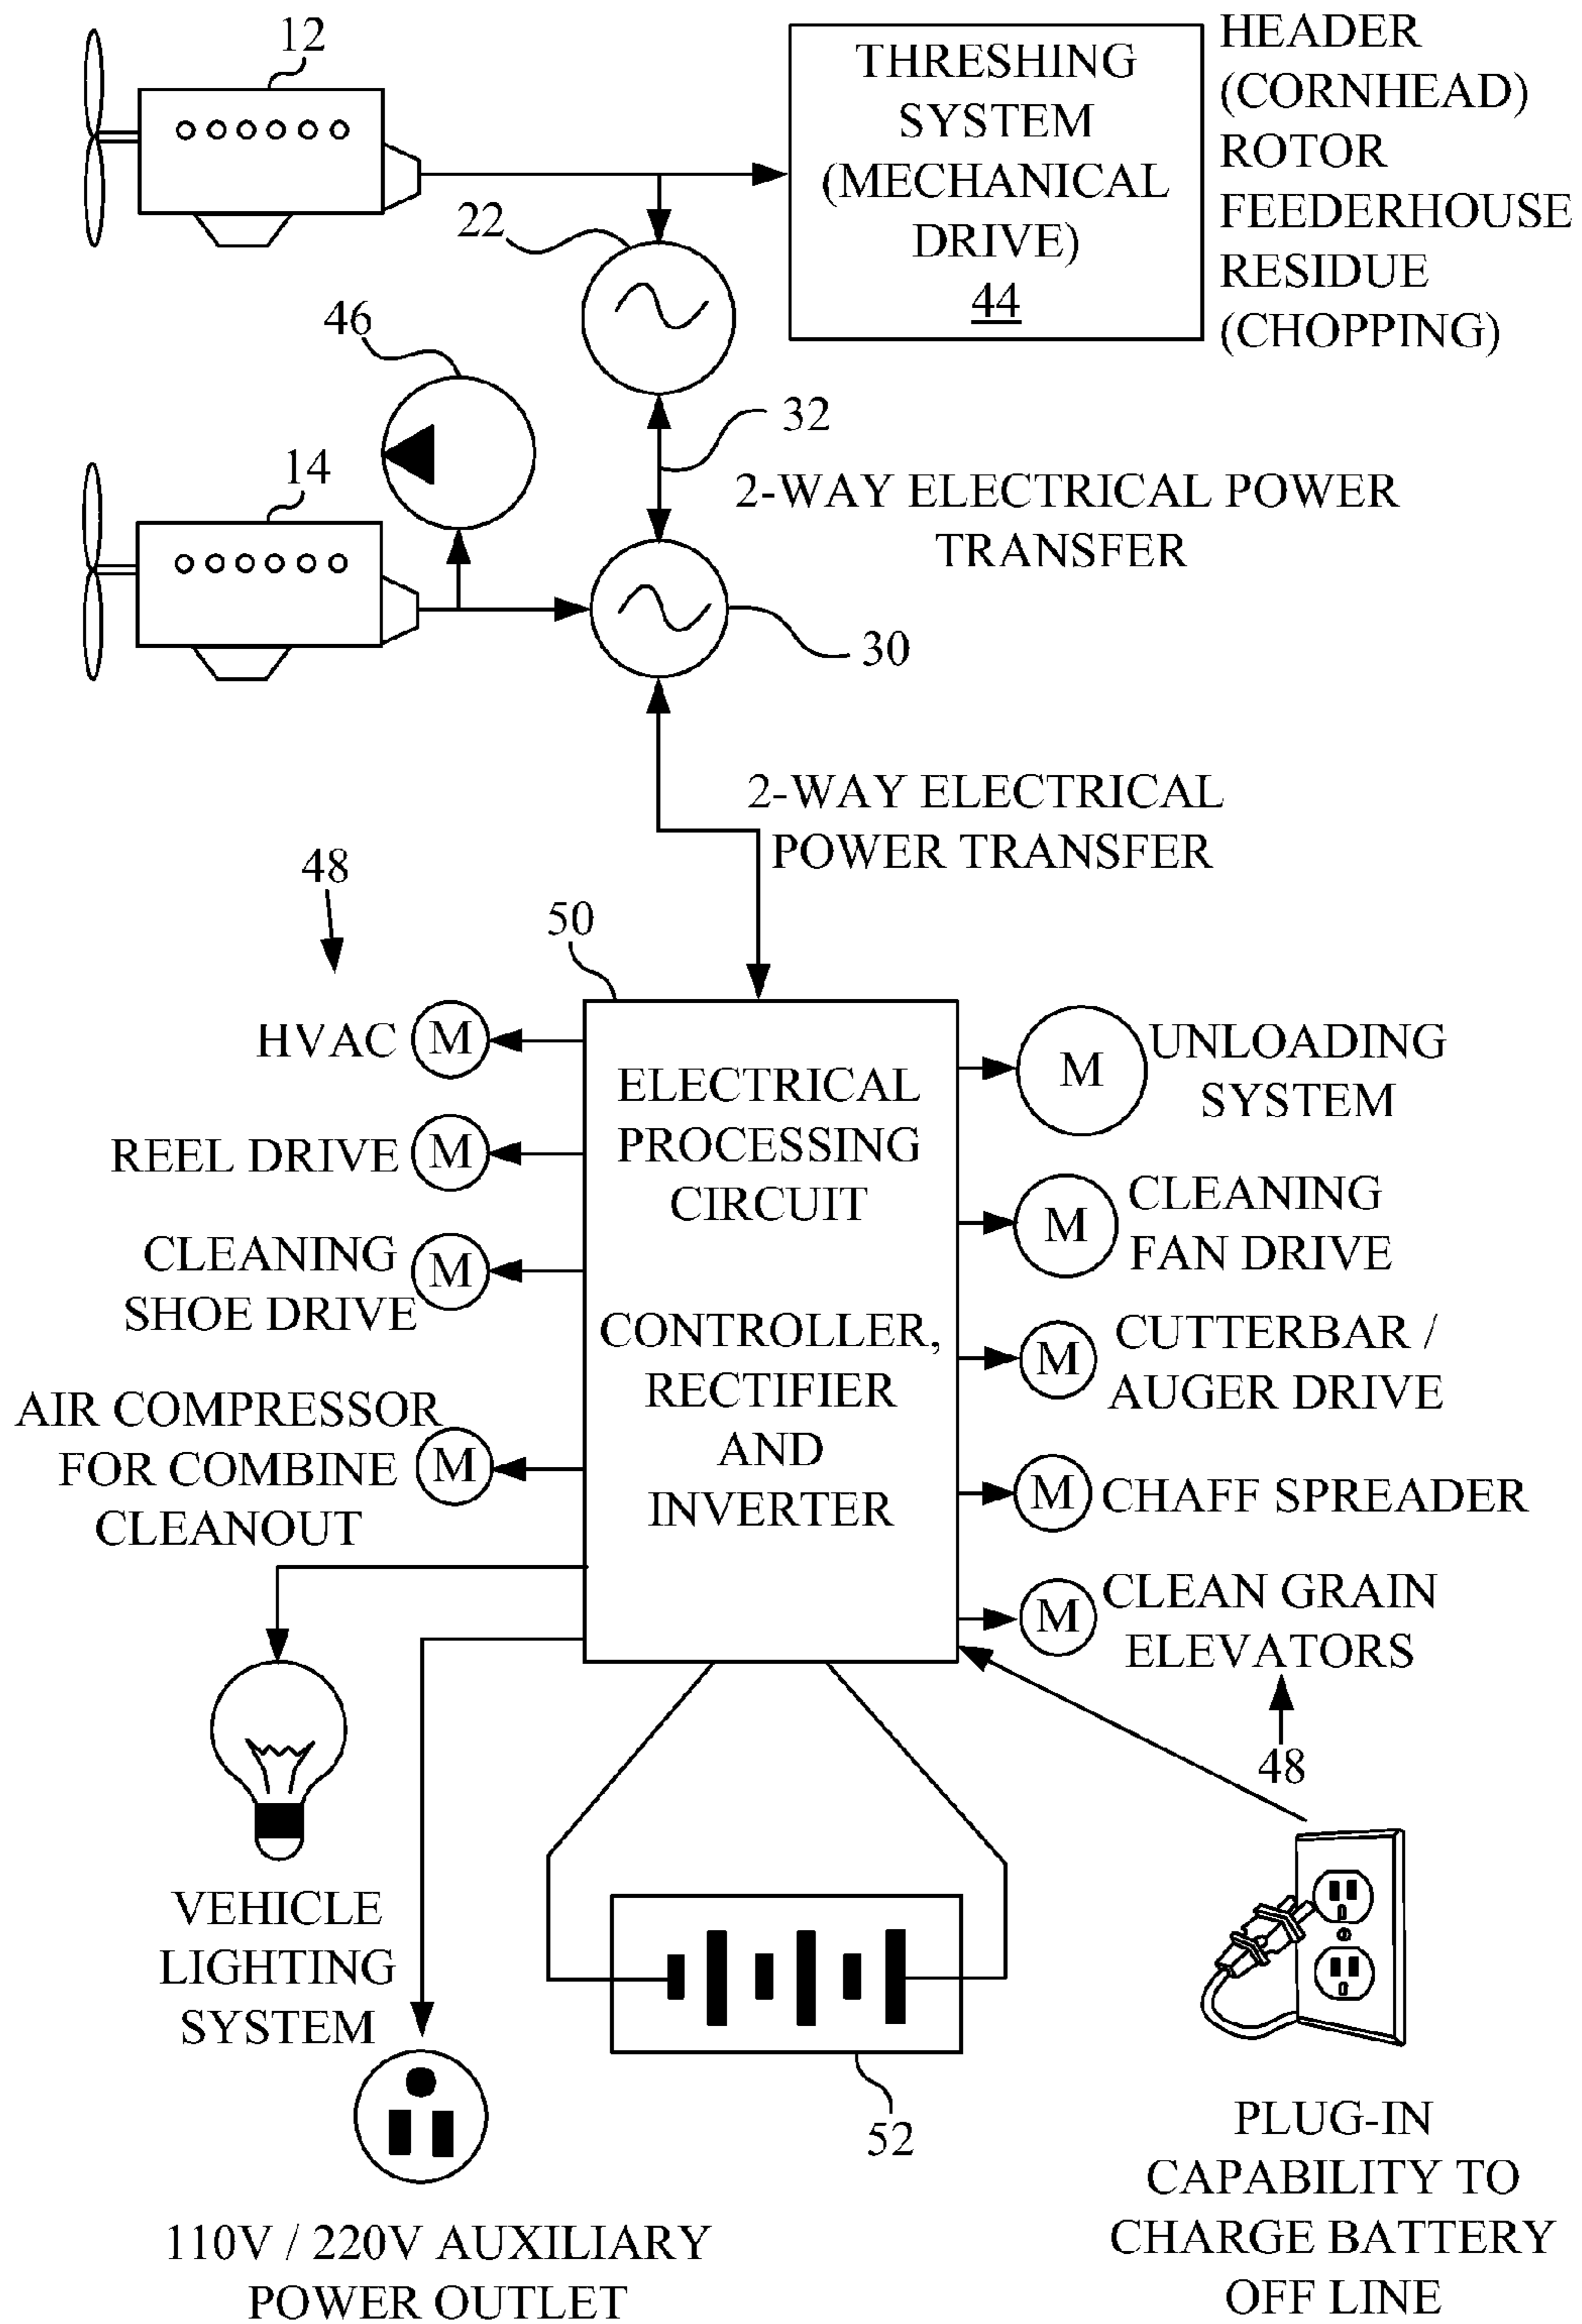 12
THRESHING
SYSTEM
(MECHANICAL
DRIVE)
44
HEADER
(CORNHEAD)
ROTOR
FEEDERHOUSE
RESIDUE
(CHOPPING)
22
46
32
2-WAY ELECTRICAL POWER
TRANSFER
14
30
2-WAY ELECTRICAL
POWER TRANSFER
48
50
HVAC M
REEL DRIVE M
CLEANING
SHOE DRIVE M
AIR COMPRESSOR
FOR COMBINE M
CLEANOUT
ELECTRICAL
PROCESSING
CIRCUIT
CONTROLLER,
RECTIFIER
AND
INVERTER
M UNLOADING
SYSTEM
M CLEANING
FAN DRIVE
M CUTTERBAR /
AUGER DRIVE
M CHAFF SPREADER
M CLEAN GRAIN
ELEVATORS
48
VEHICLE
LIGHTING
SYSTEM
52
110V / 220V AUXILIARY
POWER OUTLET
PLUG-IN
CAPABILITY TO
CHARGE BATTERY
OFF LINE